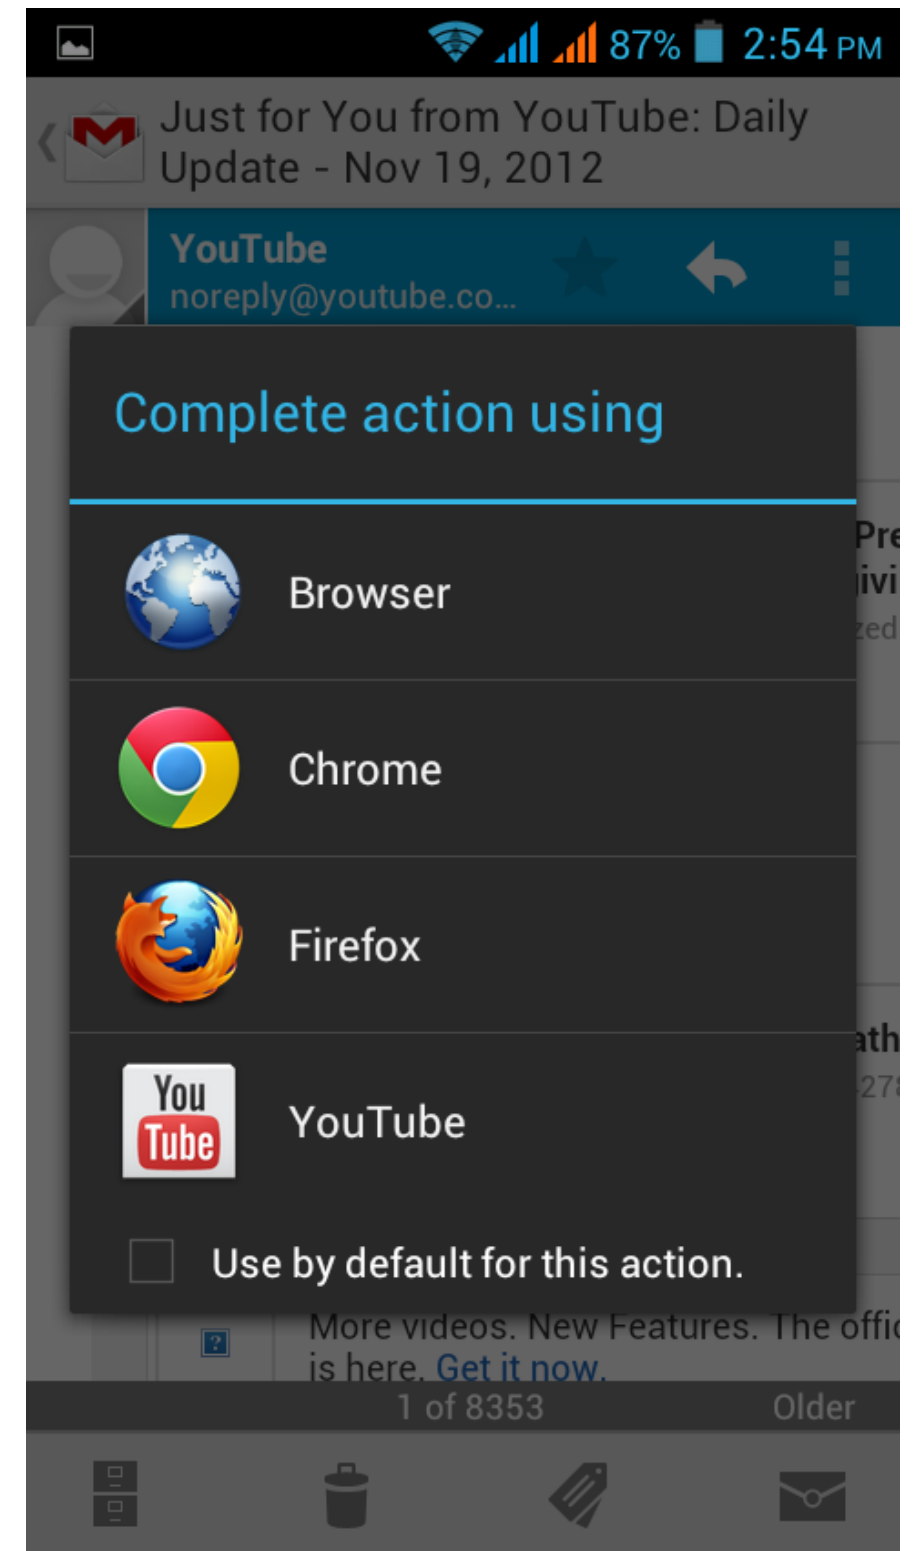 87% 2:54 PM
Just for You from YouTube: Daily
Update - Nov 19, 2012
YouTube
noreply@youtube.co...
Complete action using
Browser
Chrome
Firefox
You
Tube
YouTube
Use by default for this action.
More videos. New Features. The
is here. Get it now.
1 of 8353 Older